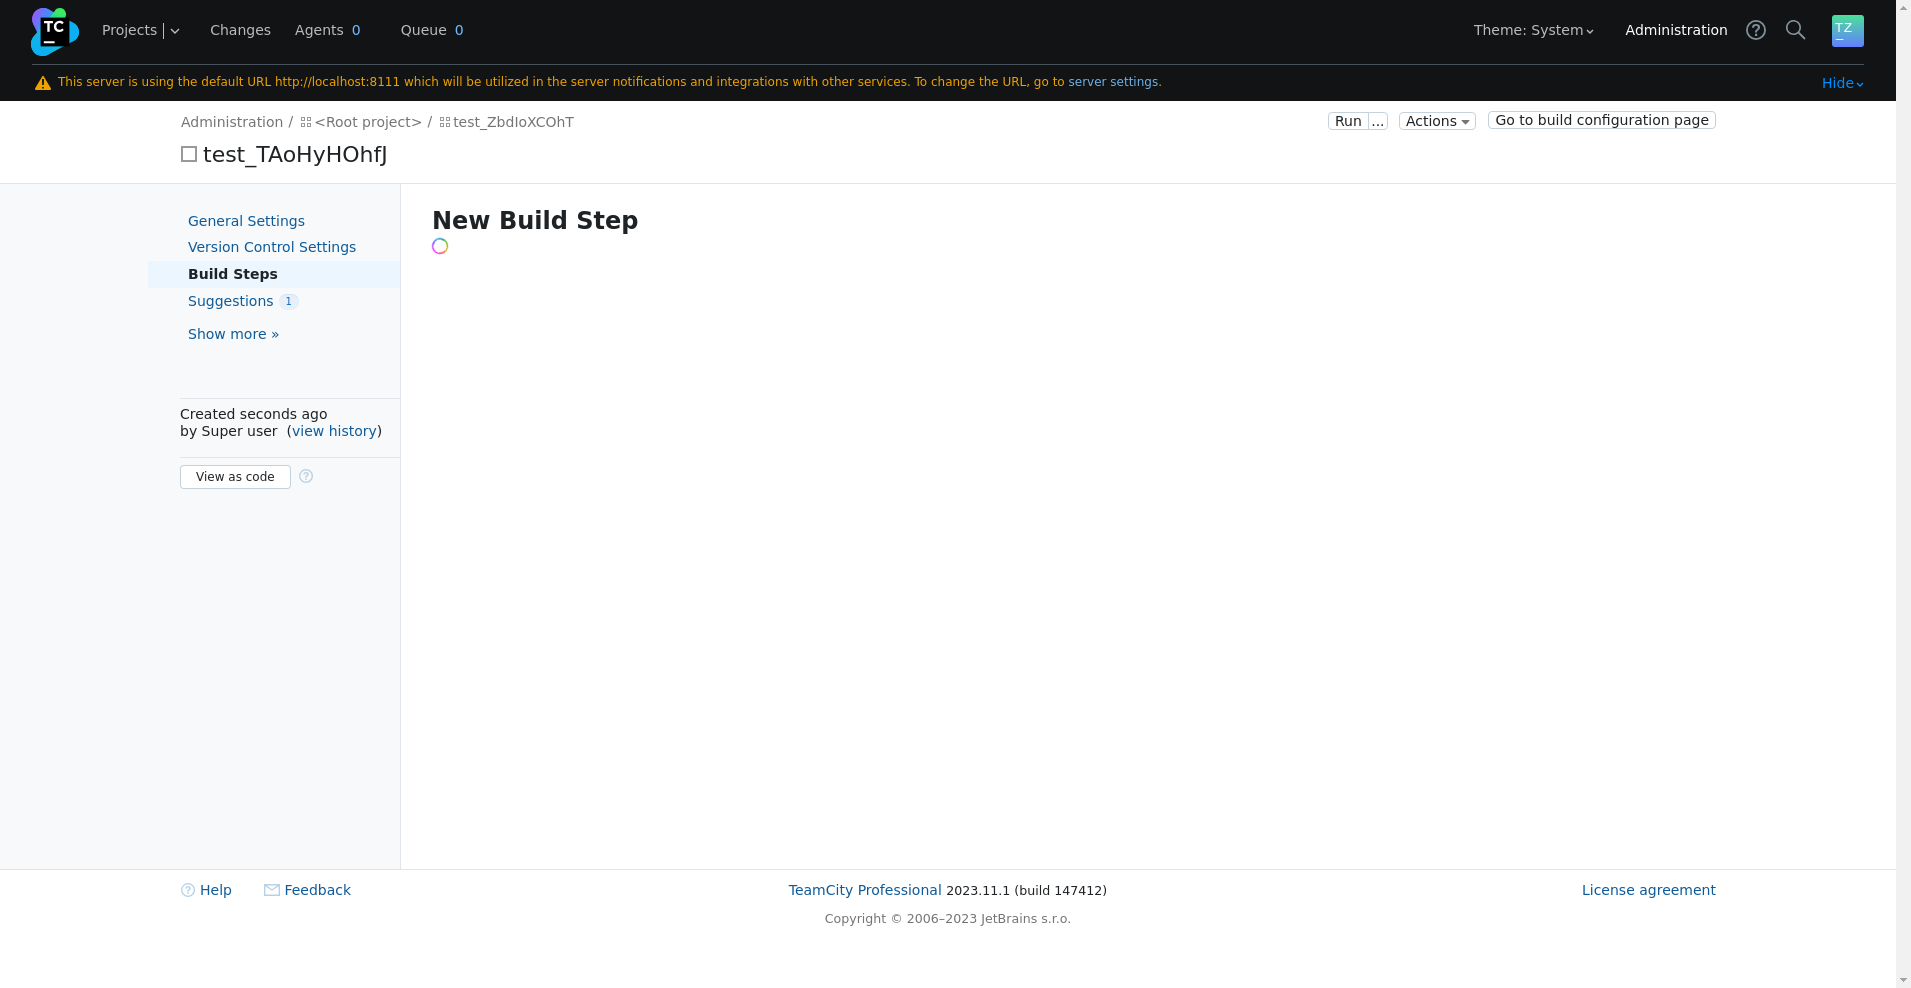 TC Projects Changes Agents 0 Queue 0 Theme: System Administration TZ
This server is using the default URL http://localhost:8111 which will be utilized in the server notifications and integrations with other services. To change the URL, go to server settings. Hide
Administration / <Root project> / test_ZbdIoXCOhT Run ... Actions Go to build configuration page
test_TAoHyHOhfJ
General Settings
Version Control Settings
Build Steps
Suggestions 1
Show more »
Created seconds ago
by Super user (view history)
View as code ?
New Build Step
? Help Feedback TeamCity Professional 2023.11.1 (build 147412) License agreement
Copyright © 2006–2023 JetBrains s.r.o.